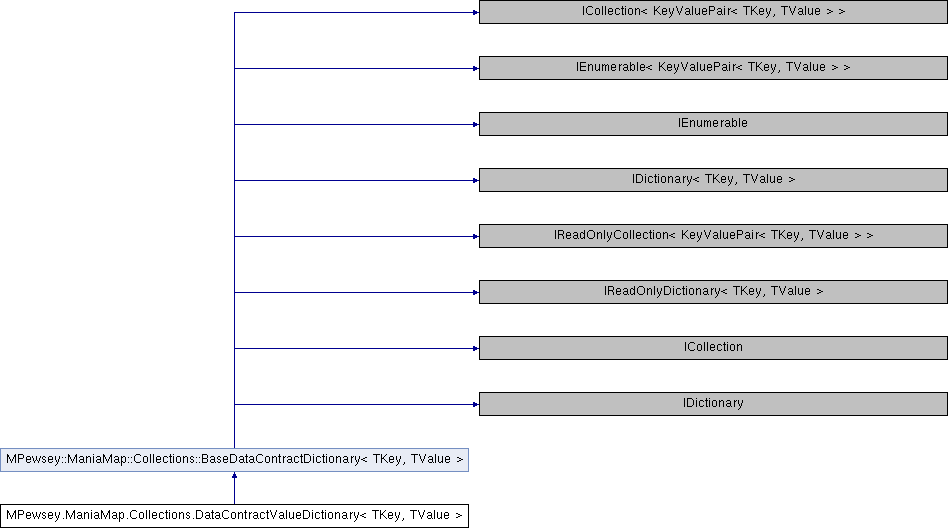 ICollection< KeyValuePair< TKey, TValue > >
IEnumerable< KeyValuePair< TKey, TValue > >
IEnumerable
IDictionary< TKey, TValue >
IReadOnlyCollection< KeyValuePair< TKey, TValue > >
IReadOnlyDictionary< TKey, TValue >
ICollection
IDictionary
MPewsey::ManiaMap::Collections::BaseDataContractDictionary< TKey, TValue >
MPewsey.ManiaMap.Collections.DataContractValueDictionary< TKey, TValue >